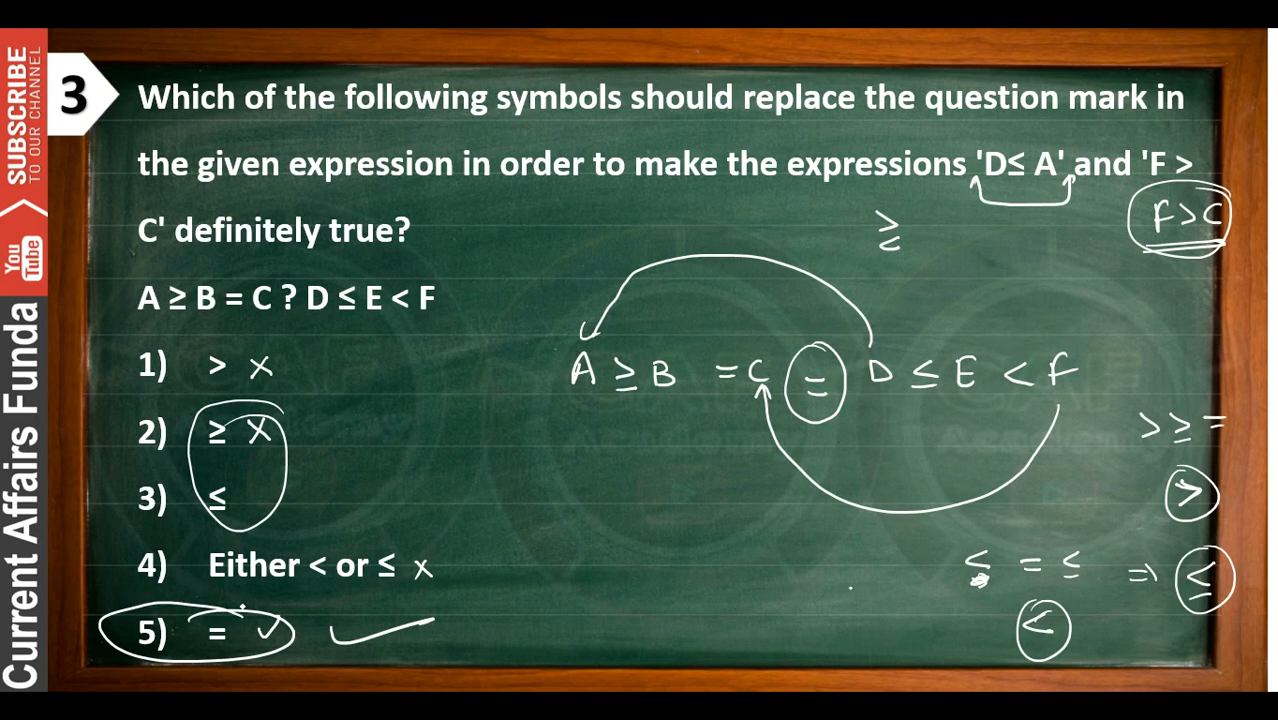 SUBSCRIBE
TO OUR CHANNEL
You
Tube
Current Affairs Funda
3
Which of the following symbols should replace the question mark in
the given expression in order to make the expressions 'D≤ A' and 'F >
C' definitely true?
≥
F > C
A ≥ B = C ? D ≤ E < F
1) > x
A ≥ B = C = D ≤ E < F
2) ≥ x
> ≥ =
3) ≤
>
4) Either < or ≤ x
≤ = ≤ ⇒ ≤
5) = ✓ ✓
<